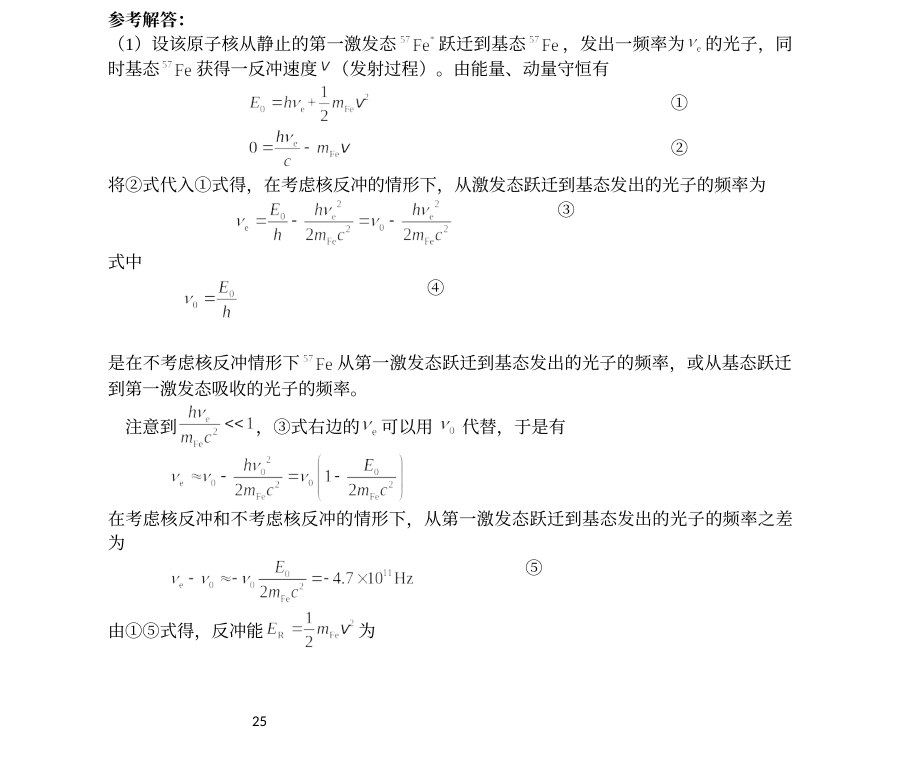 参考解答：
（1）设该原子核从静止的第一激发态 ⁵⁷Fe* 跃迁到基态 ⁵⁷Fe ，发出一频率为 νₑ 的光子，同
时基态 ⁵⁷Fe 获得一反冲速度 v （发射过程）。由能量、动量守恒有
E₀ = hνₑ + 1/2 m_Fe v² ①
0 = hνₑ/c - m_Fe v ②
将②式代入①式得，在考虑核反冲的情形下，从激发态跃迁到基态发出的光子的频率为
νₑ = E₀/h - hνₑ²/(2m_Fe c²) = ν₀ - hνₑ²/(2m_Fe c²) ③
式中
ν₀ = E₀/h ④
是在不考虑核反冲情形下 ⁵⁷Fe 从第一激发态跃迁到基态发出的光子的频率，或从基态跃迁
到第一激发态吸收的光子的频率。
注意到 hνₑ/(m_Fe c²) << 1 ，③式右边的 νₑ 可以用 ν₀ 代替，于是有
νₑ ≈ ν₀ - hν₀²/(2m_Fe c²) = ν₀ (1 - E₀/(2m_Fe c²))
在考虑核反冲和不考虑核反冲的情形下，从第一激发态跃迁到基态发出的光子的频率之差
为
νₑ - ν₀ ≈ - ν₀ E₀/(2m_Fe c²) = - 4.7 × 10¹¹ Hz ⑤
由①⑤式得，反冲能 E_R = 1/2 m_Fe v² 为
25